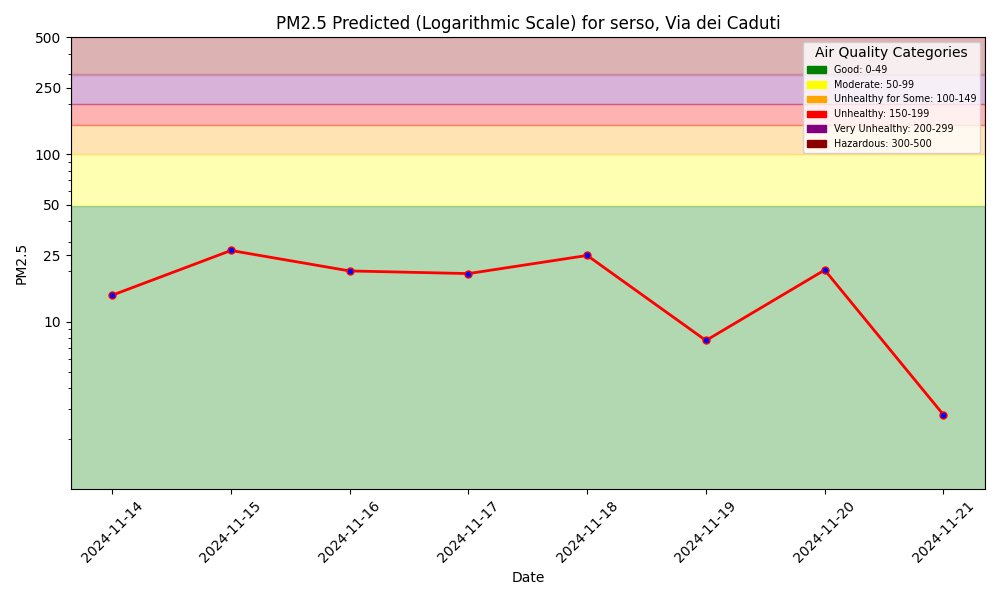 PM2.5 Predicted (Logarithmic Scale) for serso, Via dei Caduti
500
250
100
50
25
10
PM2.5
Air Quality Categories
Good: 0-49
Moderate: 50-99
Unhealthy for Some: 100-149
Unhealthy: 150-199
Very Unhealthy: 200-299
Hazardous: 300-500
2024-11-14
2024-11-15
2024-11-16
2024-11-17
2024-11-18
2024-11-19
2024-11-20
2024-11-21
Date